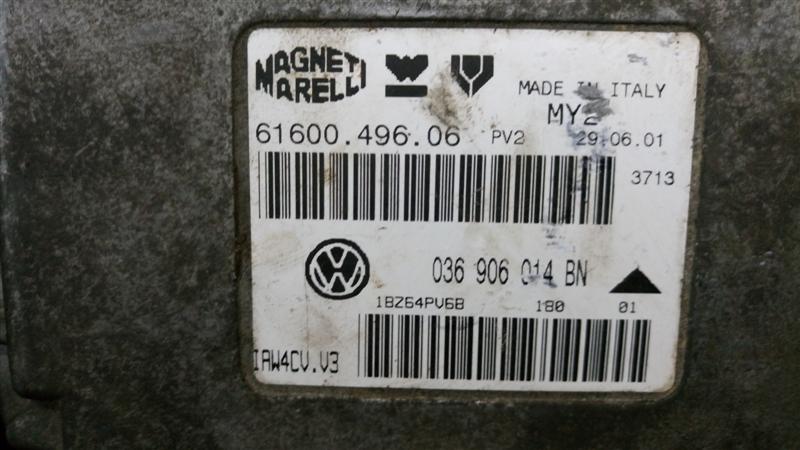 MAGNETI
MARELLI
MADE IN ITALY
MY2
61600.496.06 PV2 29.06.01
3713
036 906 014 BN
1BZ64PV6B 180 01
IAW4CV.V3